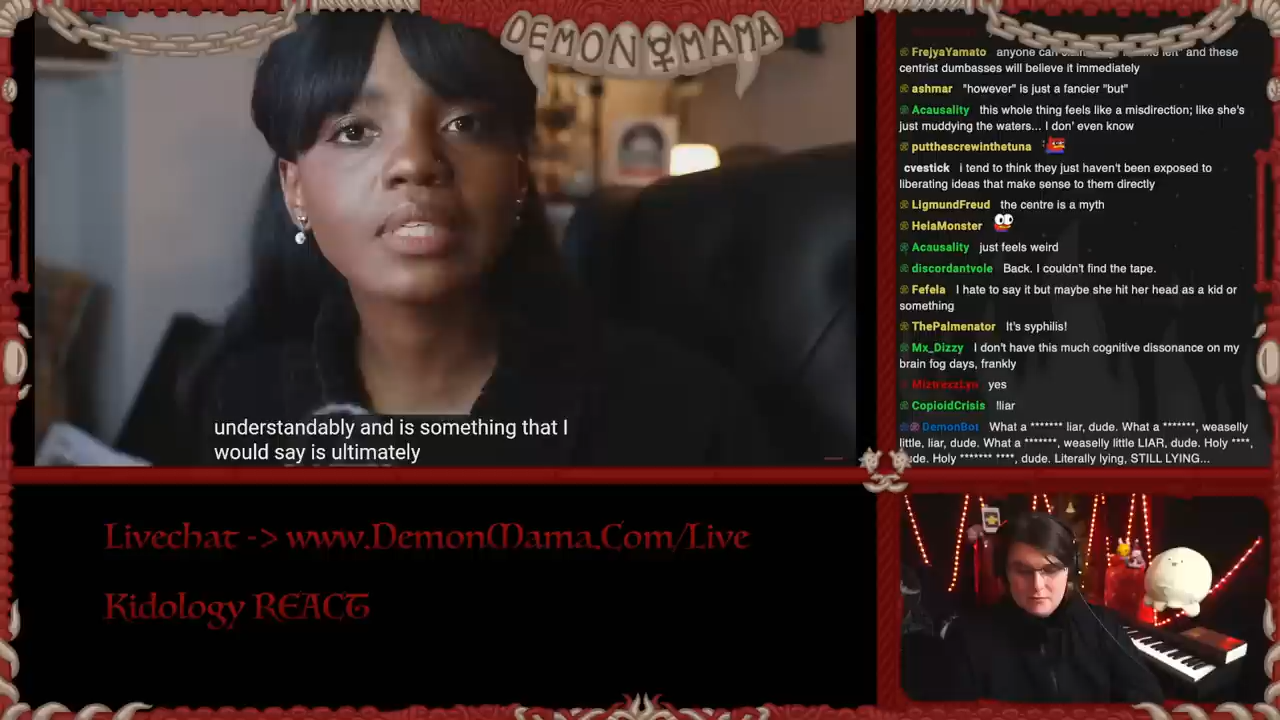 DEMON MAMA
FrejyaYamato anyone can left" and these
centrist dumbasses will believe it immediately
ashmar "however" is just a fancier "but"
Acausality this whole thing feels like a misdirection; like she's
just muddying the waters... I don' even know
putthescrewinthetuna
cvestick i tend to think they just haven't been exposed to
liberating ideas that make sense to them directly
LigmundFreud the centre is a myth
HelaMonster
Acausality just feels weird
discordantvole Back. I couldn't find the tape.
Fefela I hate to say it but maybe she hit her head as a kid or
something
ThePalmenator It's syphilis!
Mx_Dizzy I don't have this much cognitive dissonance on my
brain fog days, frankly
MiztrexzLyn yes
CopioidCrisis !liar
DemonBot What a ******* liar, dude. What a *******, weaselly
little, liar, dude. What a *******, weaselly little LIAR, dude. Holy ****,
dude. Holy ******* ****, dude. Literally lying, STILL LYING...
understandably and is something that I
would say is ultimately
Livechat -> www.DemonMama.Com/Live
Kidology REACT